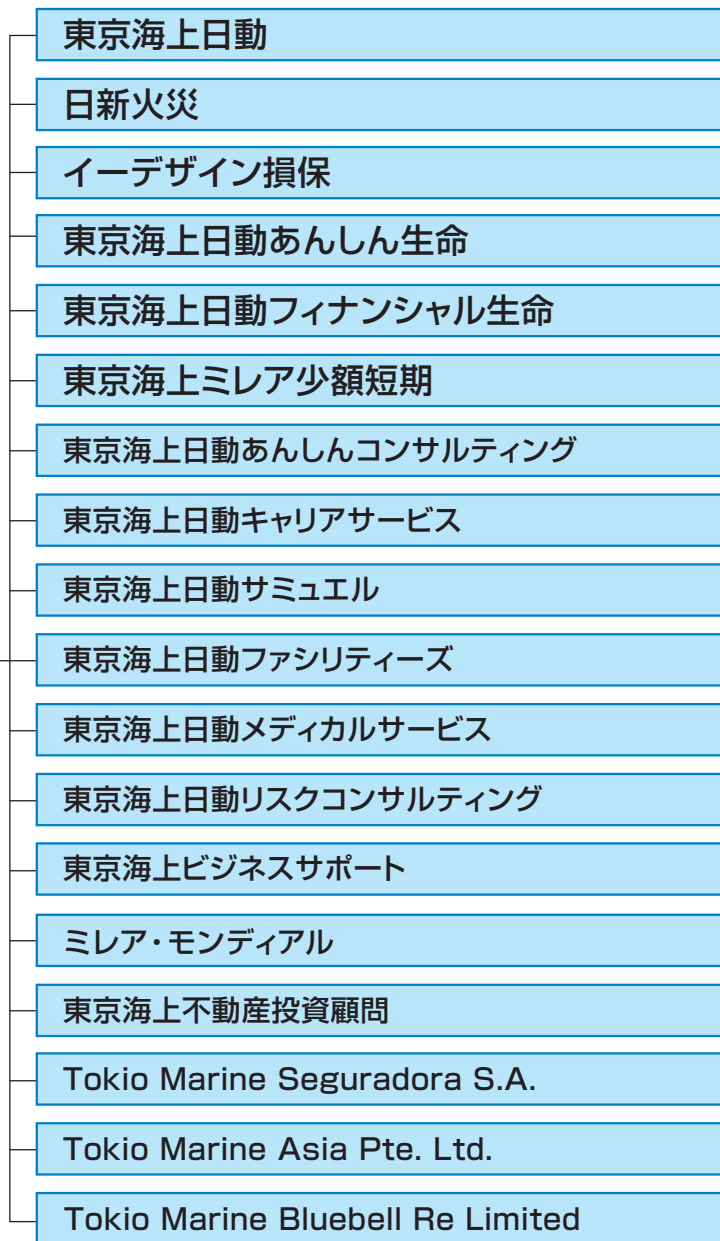 東京海上日動
日新火災
イーデザイン損保
東京海上日動あんしん生命
東京海上日動フィナンシャル生命
東京海上ミレア少額短期
東京海上日動あんしんコンサルティング
東京海上日動キャリアサービス
東京海上日動サミュエル
東京海上日動ファシリティーズ
東京海上日動メディカルサービス
東京海上日動リスクコンサルティング
東京海上ビジネスサポート
ミレア・モンディアル
東京海上不動産投資顧問
Tokio Marine Seguradora S.A.
Tokio Marine Asia Pte. Ltd.
Tokio Marine Bluebell Re Limited